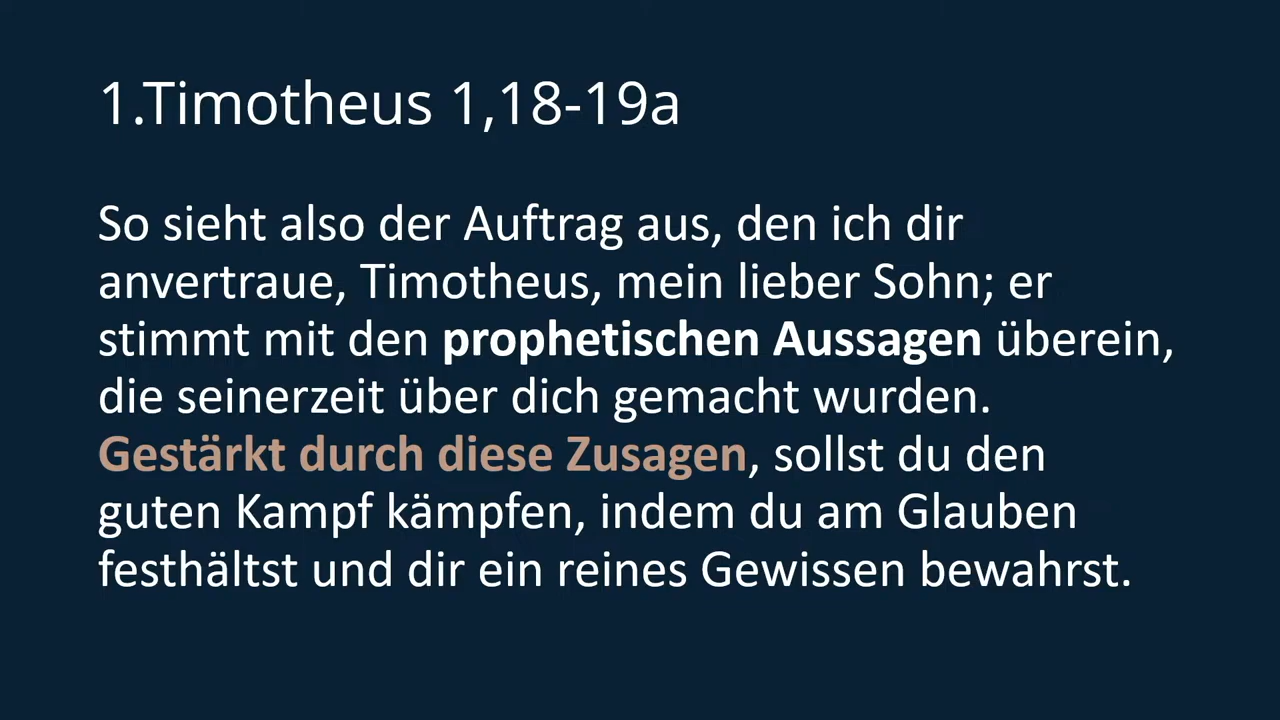 1.Timotheus 1,18-19a
So sieht also der Auftrag aus, den ich dir
anvertraue, Timotheus, mein lieber Sohn; er
stimmt mit den prophetischen Aussagen überein,
die seinerzeit über dich gemacht wurden.
Gestärkt durch diese Zusagen, sollst du den
guten Kampf kämpfen, indem du am Glauben
festhältst und dir ein reines Gewissen bewahrst.